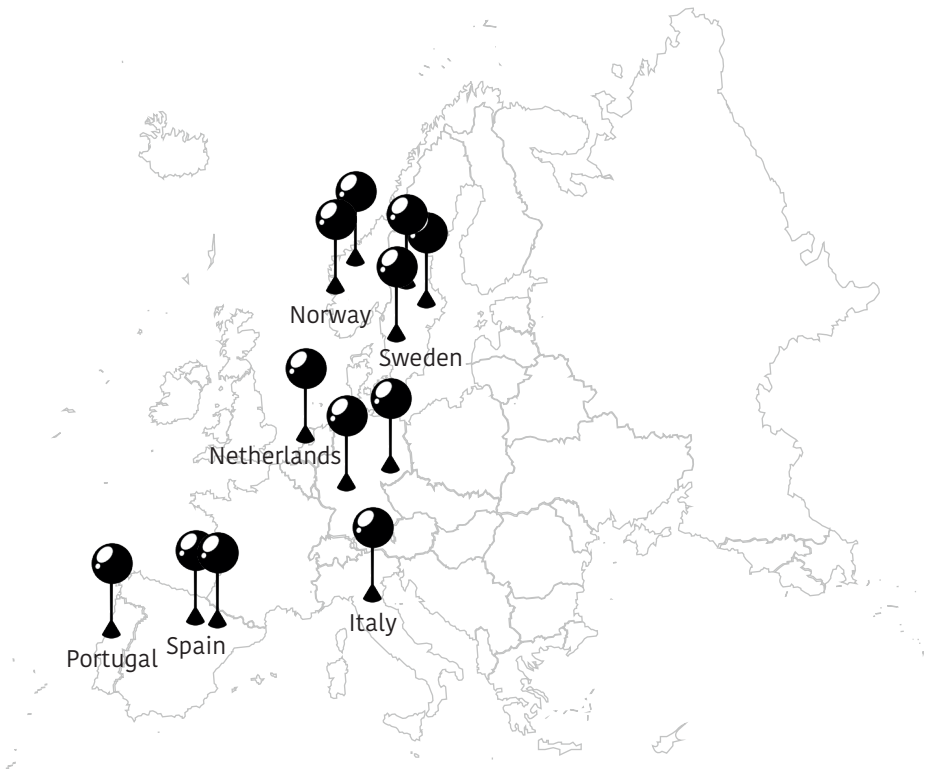 Norway
Sweden
Netherlands
Italy
Spain
Portugal